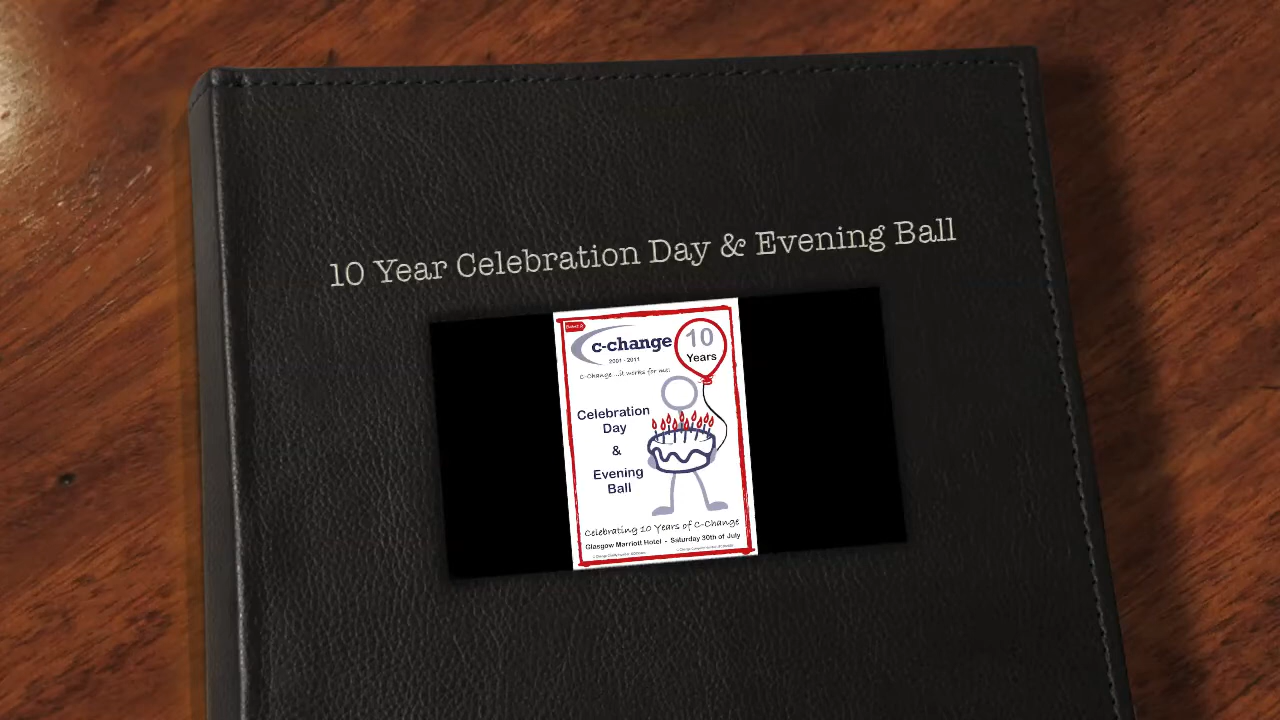 10 Year Celebration Day & Evening Ball
c-change
10
Years
2001 - 2011
C-Change ...it works for me!
Celebration
Day
&
Evening
Ball
Celebrating 10 Years of C-Change
Glasgow Marriott Hotel • Saturday 30th of July